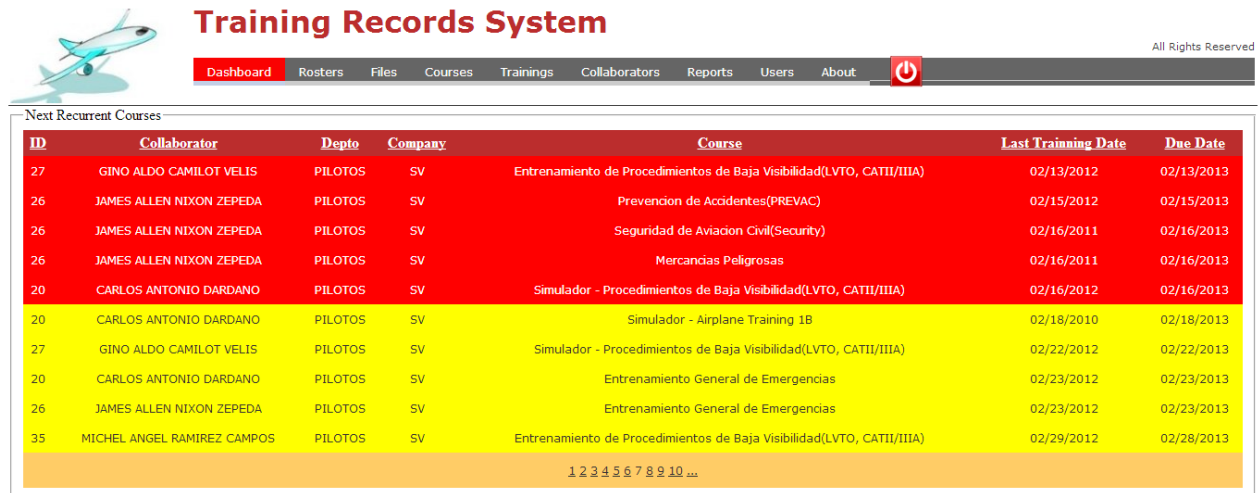 Training Records System
All Rights Reserved
Dashboard Rosters Files Courses Trainings Collaborators Reports Users About
Next Recurrent Courses
ID Collaborator Depto Company Course Last Trainning Date Due Date
27 GINO ALDO CAMILOT VELIS PILOTOS SV Entrenamiento de Procedimientos de Baja Visibilidad(LVTO, CATII/IIIA) 02/13/2012 02/13/2013
26 JAMES ALLEN NIXON ZEPEDA PILOTOS SV Prevencion de Accidentes(PREVAC) 02/15/2012 02/15/2013
26 JAMES ALLEN NIXON ZEPEDA PILOTOS SV Seguridad de Aviacion Civil(Security) 02/16/2011 02/16/2013
26 JAMES ALLEN NIXON ZEPEDA PILOTOS SV Mercancias Peligrosas 02/16/2011 02/16/2013
20 CARLOS ANTONIO DARDANO PILOTOS SV Simulador - Procedimientos de Baja Visibilidad(LVTO, CATII/IIIA) 02/16/2012 02/16/2013
20 CARLOS ANTONIO DARDANO PILOTOS SV Simulador - Airplane Training 1B 02/18/2010 02/18/2013
27 GINO ALDO CAMILOT VELIS PILOTOS SV Simulador - Procedimientos de Baja Visibilidad(LVTO, CATII/IIIA) 02/22/2012 02/22/2013
20 CARLOS ANTONIO DARDANO PILOTOS SV Entrenamiento General de Emergencias 02/23/2012 02/23/2013
26 JAMES ALLEN NIXON ZEPEDA PILOTOS SV Entrenamiento General de Emergencias 02/23/2012 02/23/2013
35 MICHEL ANGEL RAMIREZ CAMPOS PILOTOS SV Entrenamiento de Procedimientos de Baja Visibilidad(LVTO, CATII/IIIA) 02/29/2012 02/28/2013
1 2 3 4 5 6 7 8 9 10 ...